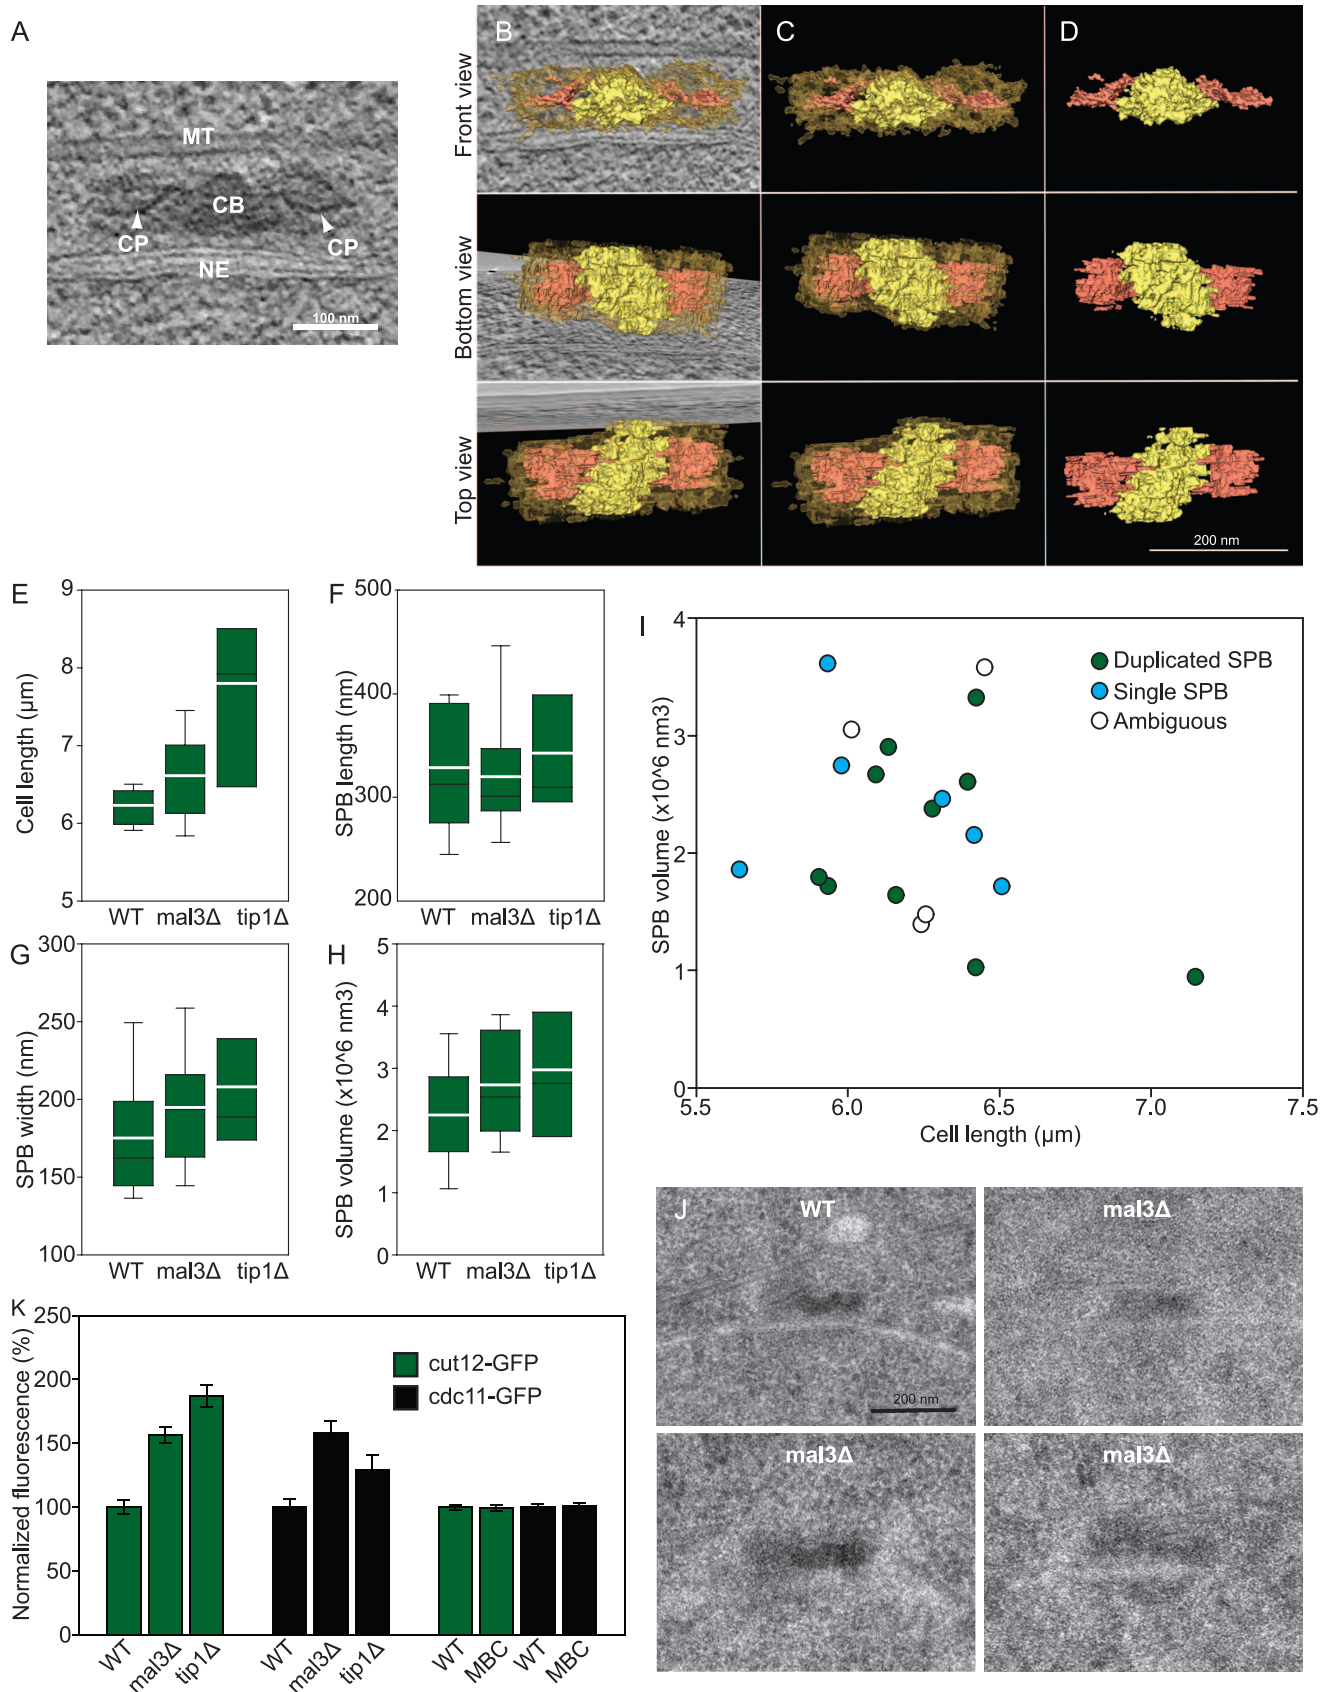 A
MT
CB
CP
CP
NE
100 nm
B
C
D
Front view
Bottom view
Top view
200 nm
E
Cell length (µm)
9
8
7
6
5
WT mal3Δ tip1Δ
F
SPB length (nm)
500
400
300
200
WT mal3Δ tip1Δ
G
SPB width (nm)
300
250
200
150
100
WT mal3Δ tip1Δ
H
SPB volume (x10^6 nm3)
5
4
3
2
1
0
WT mal3Δ tip1Δ
I
SPB volume (x10^6 nm3)
4
3
2
1
0
Duplicated SPB
Single SPB
Ambiguous
5.5 6.0 6.5 7.0 7.5
Cell length (µm)
J
WT
200 nm
mal3Δ
mal3Δ
mal3Δ
K
Normalized fluorescence (%)
250
200
150
100
50
0
cut12-GFP
cdc11-GFP
WT mal3Δ tip1Δ WT mal3Δ tip1Δ WT MBC WT MBC